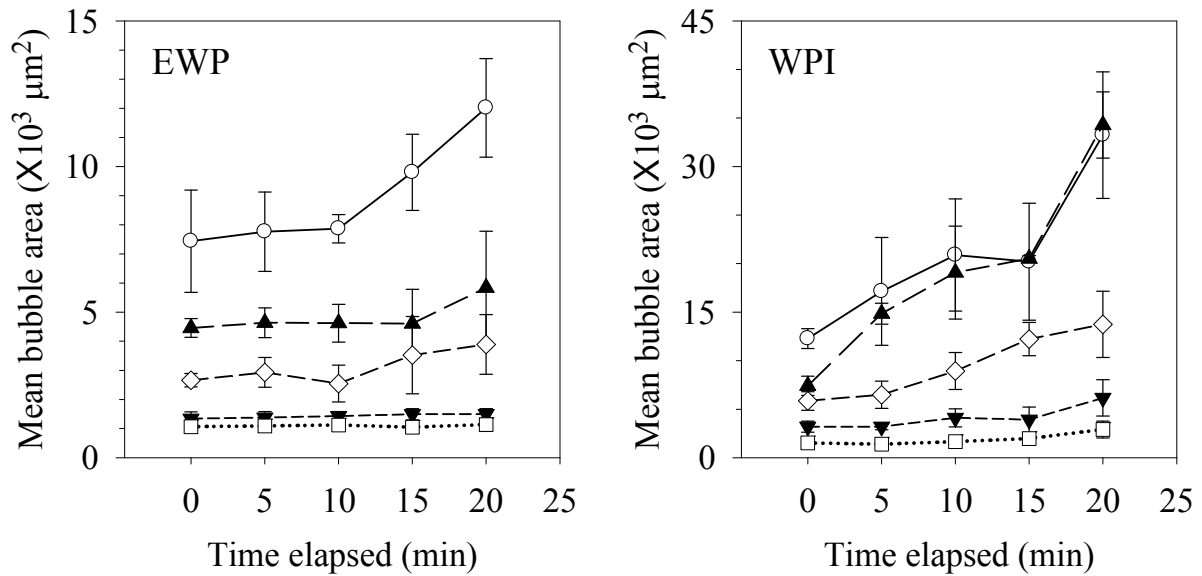 EWP
Mean bubble area (X10³ μm²)
15
10
5
0
0 5 10 15 20 25
Time elapsed (min)
WPI
Mean bubble area (X10³ μm²)
45
30
15
0
0 5 10 15 20 25
Time elapsed (min)